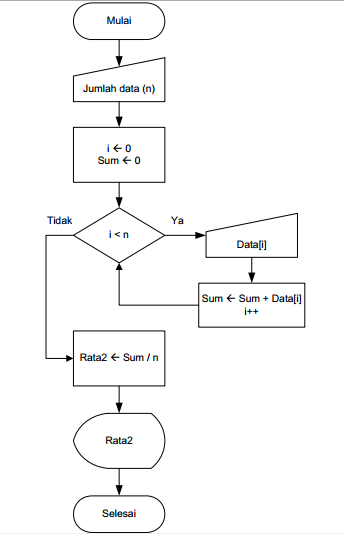 Mulai
Jumlah data (n)
i ← 0
Sum ← 0
Tidak
Ya
i < n
Data[i]
Sum ← Sum + Data[i]
i++
Rata2 ← Sum / n
Rata2
Selesai